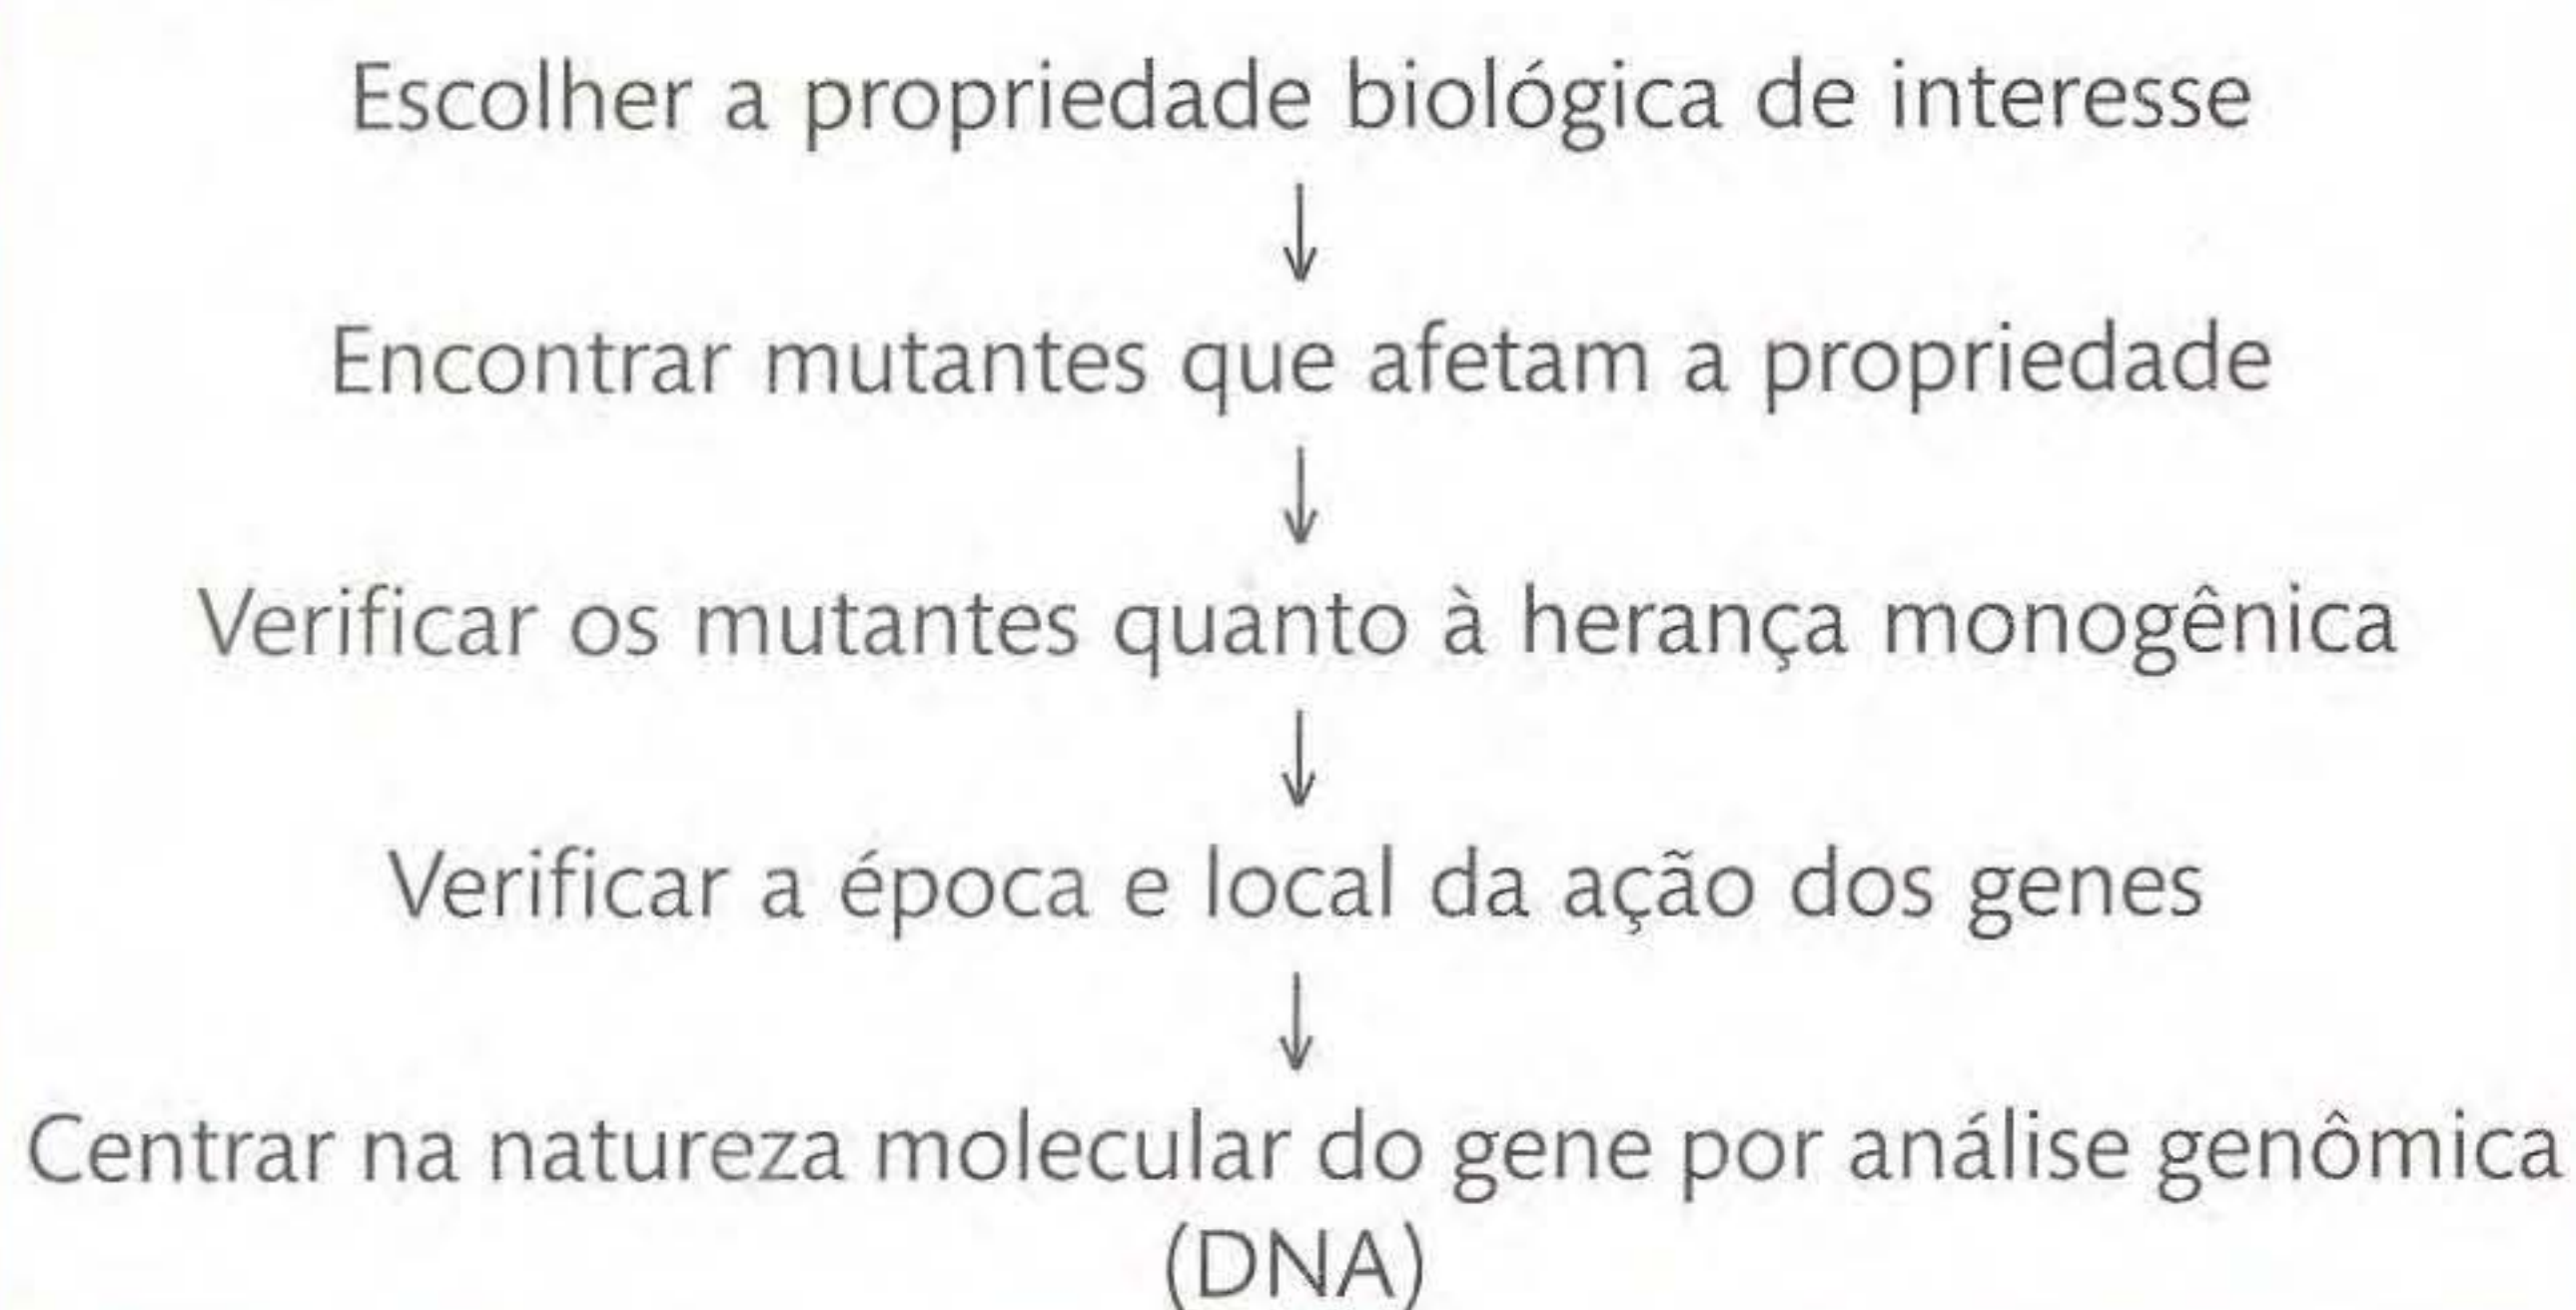 Escolher a propriedade biológica de interesse
Encontrar mutantes que afetam a propriedade
Verificar os mutantes quanto à herança monogênica
Verificar a época e local da ação dos genes
Centrar na natureza molecular do gene por análise genômica
(DNA)